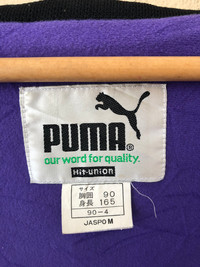 PUMA®
our word for quality.
Hit-union
サイズ
胸囲 90
身長 165
90-4
JASPO M